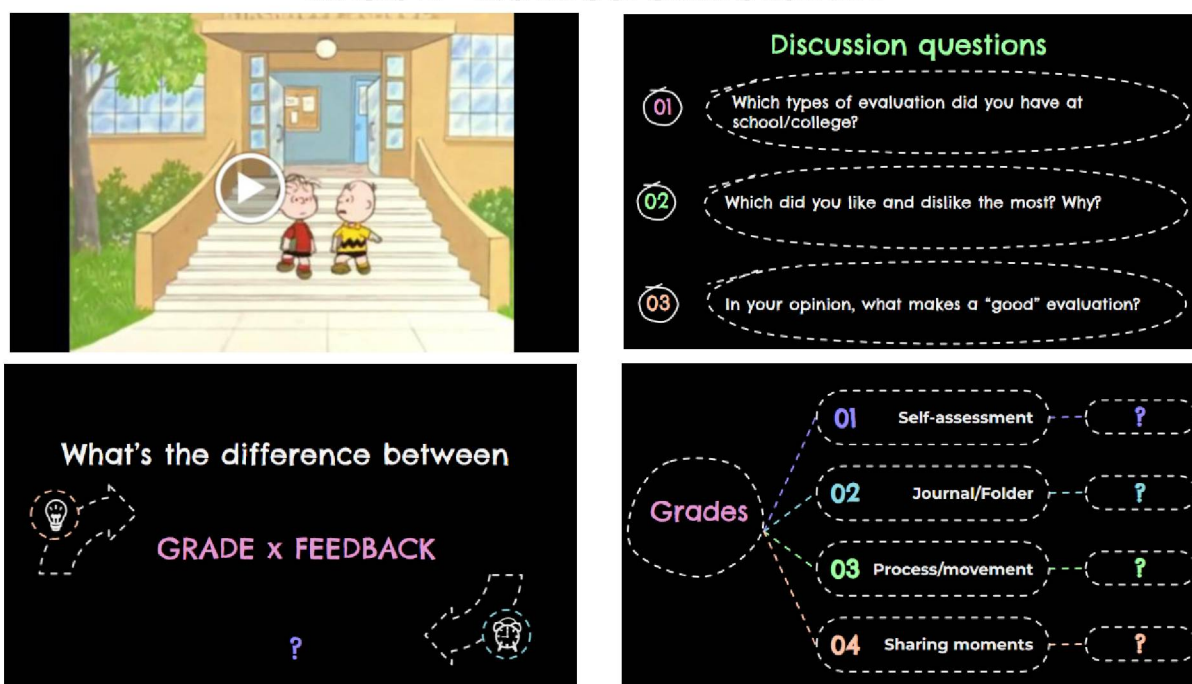 Discussion questions
01
Which types of evaluation did you have at
school/college?
02
Which did you like and dislike the most? Why?
03
In your opinion, what makes a “good” evaluation?
What's the difference between
GRADE x FEEDBACK
?
Grades
01 Self-assessment ?
02 Journal/Folder ?
03 Process/movement ?
04 Sharing moments ?